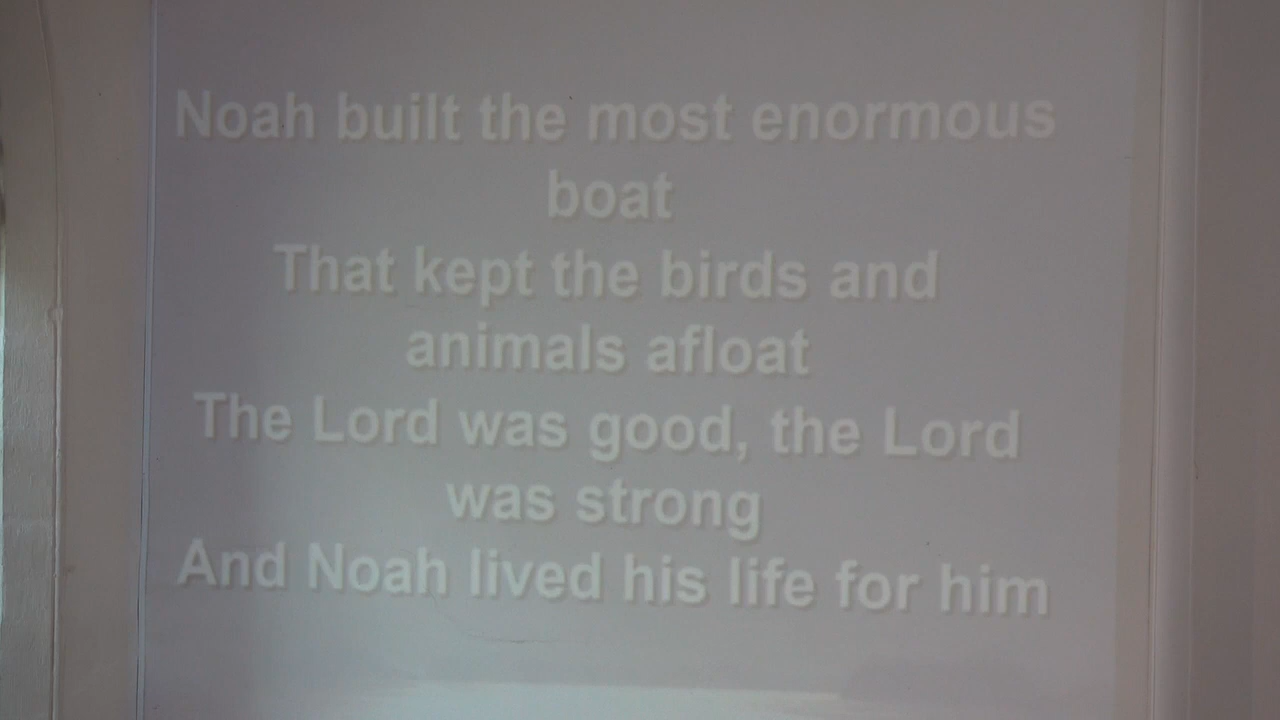 Noah built the most enormous
boat
That kept the birds and
animals afloat
The Lord was good, the Lord
was strong
And Noah lived his life for him